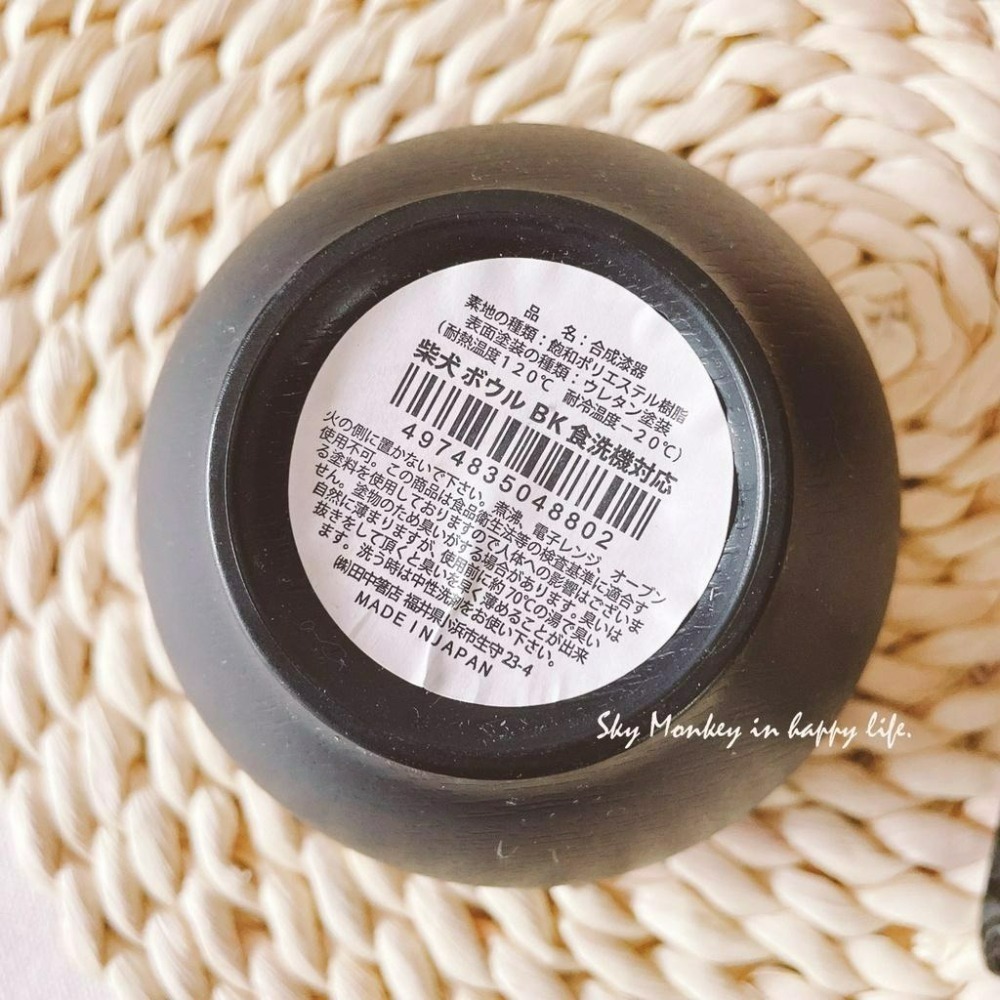 品　名：合成漆器
素地の種類：飽和ポリエステル樹脂
表面塗装の種類：ウレタン塗装
(耐熱温度120℃　耐冷温度−20℃)
柴犬 ボウル BK 食洗機対応
4974835048802
火の側に置かないで下さい。煮沸、電子レンジ、オーブン
使用不可。この商品は食品衛生法等の検査基準に適合す
る塗料を使用しておりますので人体への影響はございま
せん。塗物のため臭いがする場合があります。臭いは
自然に薄まりますが、使用前に約70℃の湯で臭い
抜きをして頂くと臭いを早く薄めることが出来
ます。洗う時は中性洗剤をお使い下さい。
㈱田中箸店 福井県小浜市生守 23-4
MADE IN JAPAN
Sky Monkey in happy life.